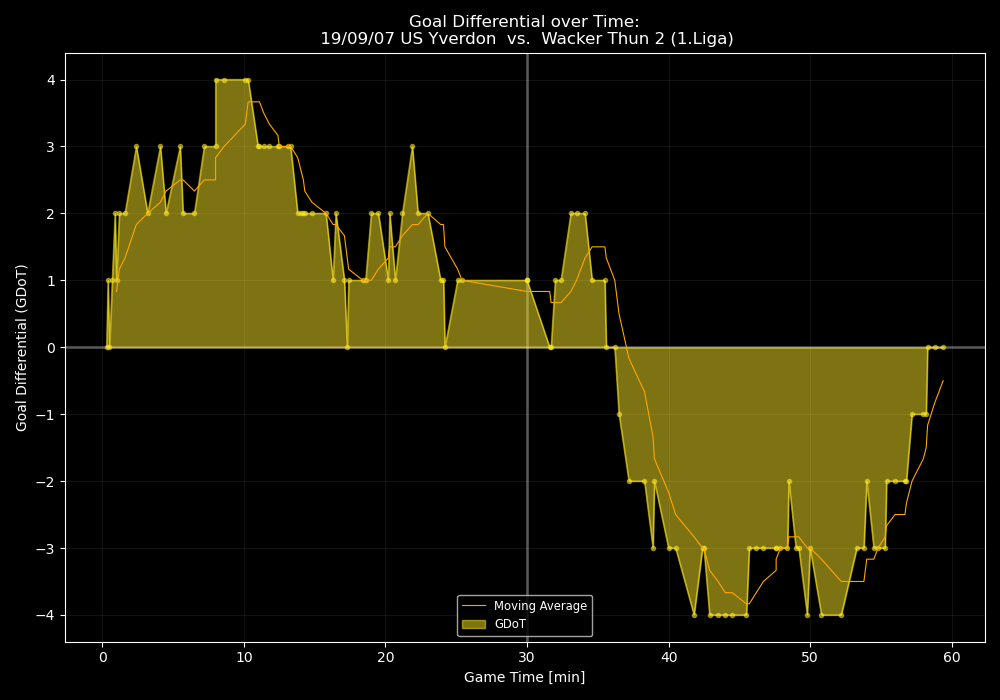 Goal Differential over Time:
19/09/07 US Yverdon  vs.  Wacker Thun 2 (1.Liga)
Goal Differential (GDoT)
4
3
2
1
0
−1
−2
−3
−4
Moving Average
GDoT
0 10 20 30 40 50 60
Game Time [min]